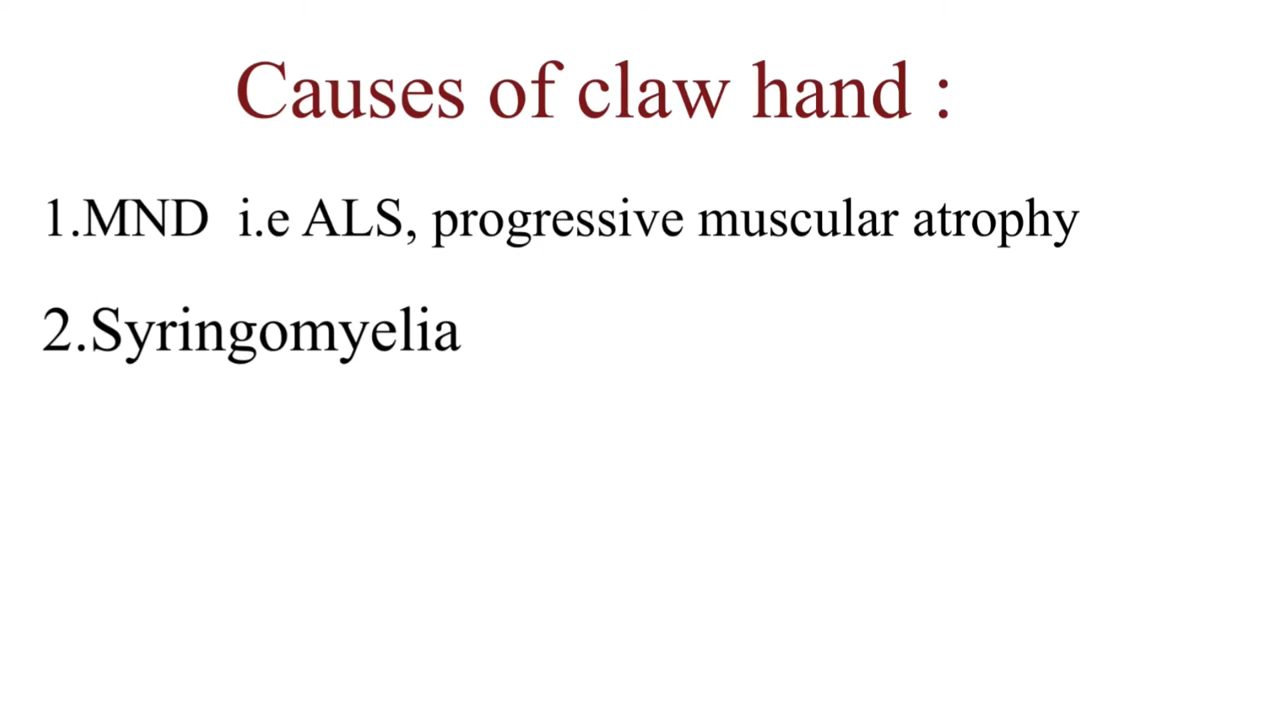 Causes of claw hand :
1.MND i.e ALS, progressive muscular atrophy
2.Syringomyelia